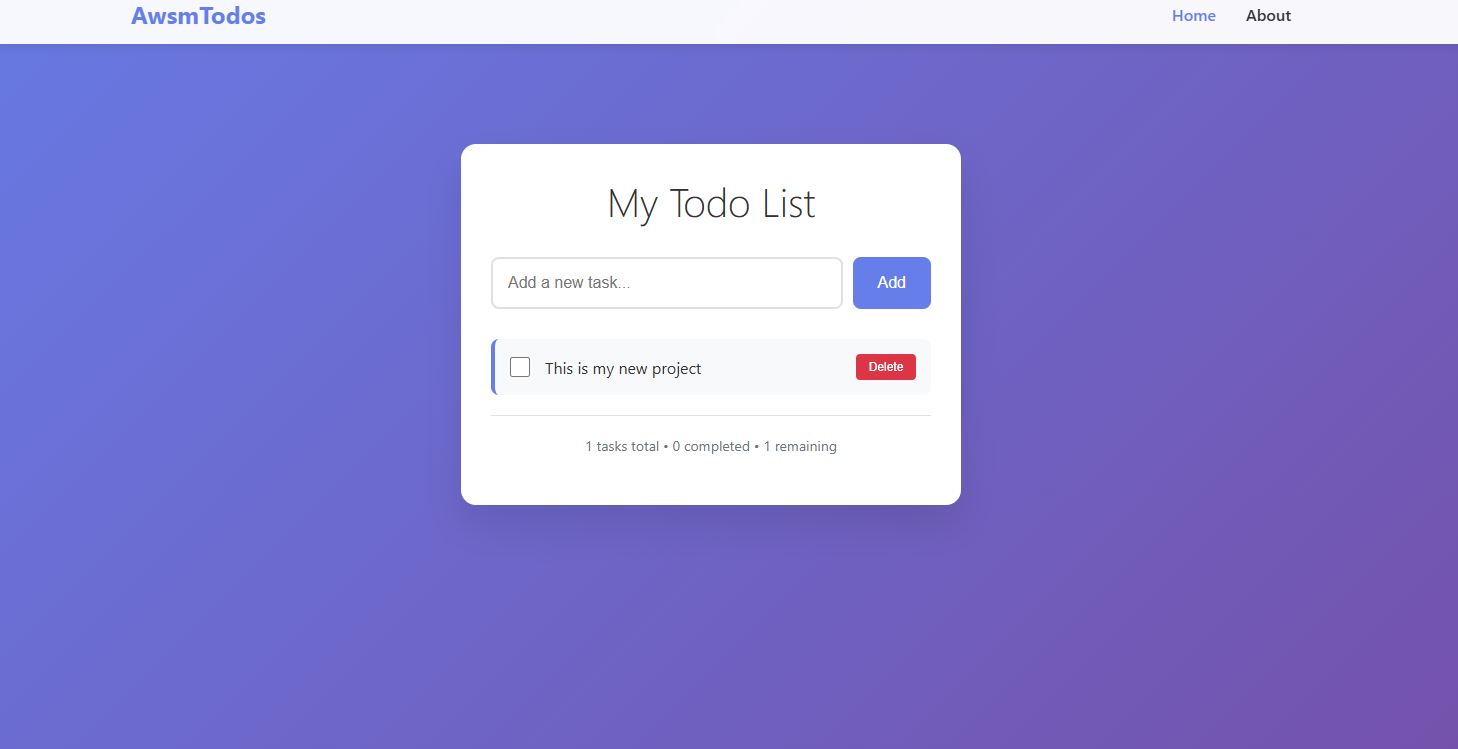 AwsmTodos
Home About
My Todo List
Add a new task...
Add
This is my new project
Delete
1 tasks total • 0 completed • 1 remaining